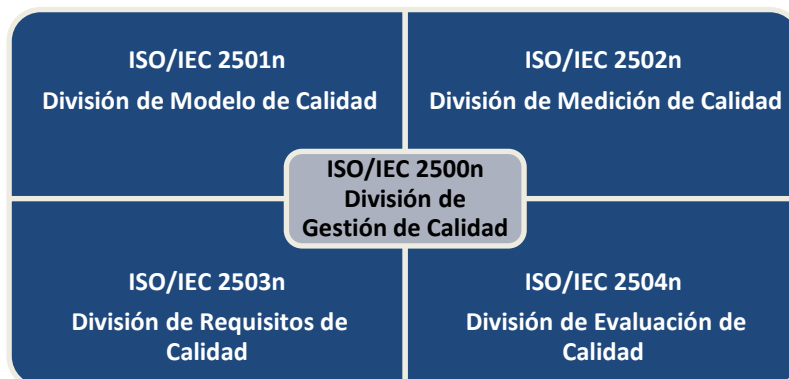 ISO/IEC 2501n
División de Modelo de Calidad
ISO/IEC 2502n
División de Medición de Calidad
ISO/IEC 2500n
División de
Gestión de Calidad
ISO/IEC 2503n
División de Requisitos de
Calidad
ISO/IEC 2504n
División de Evaluación de
Calidad